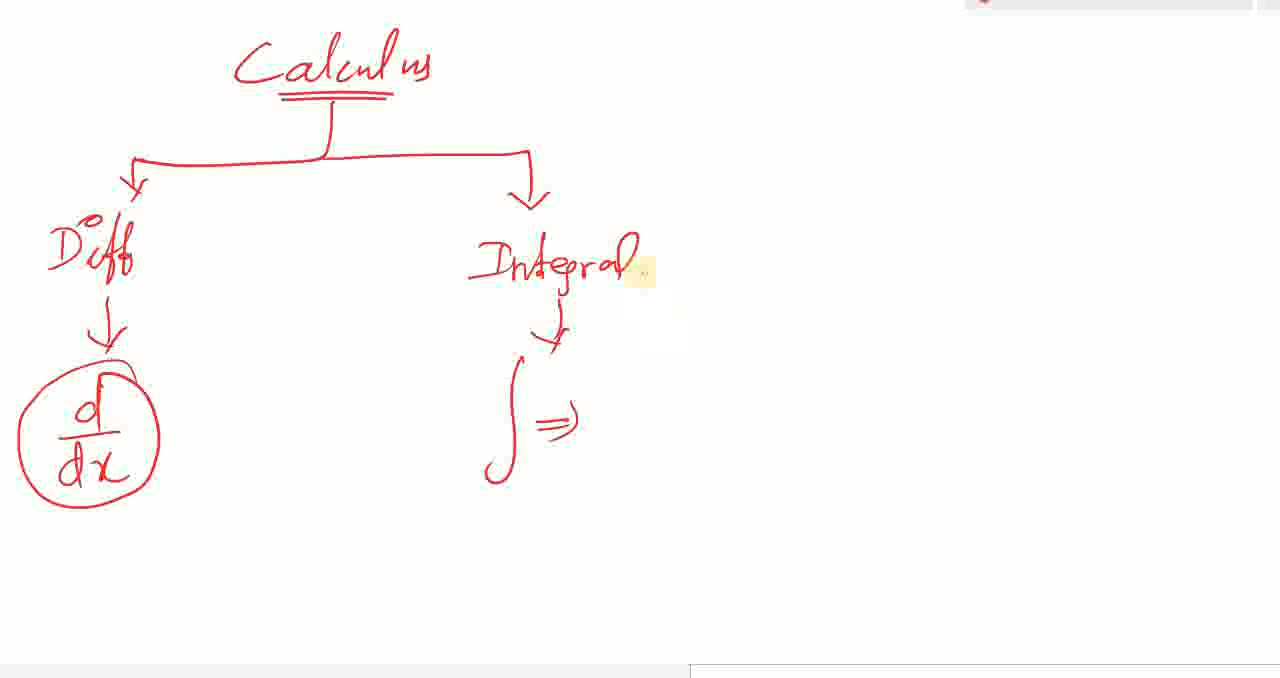 Calculus
Diff Integral
d/dx ∫ ⇒